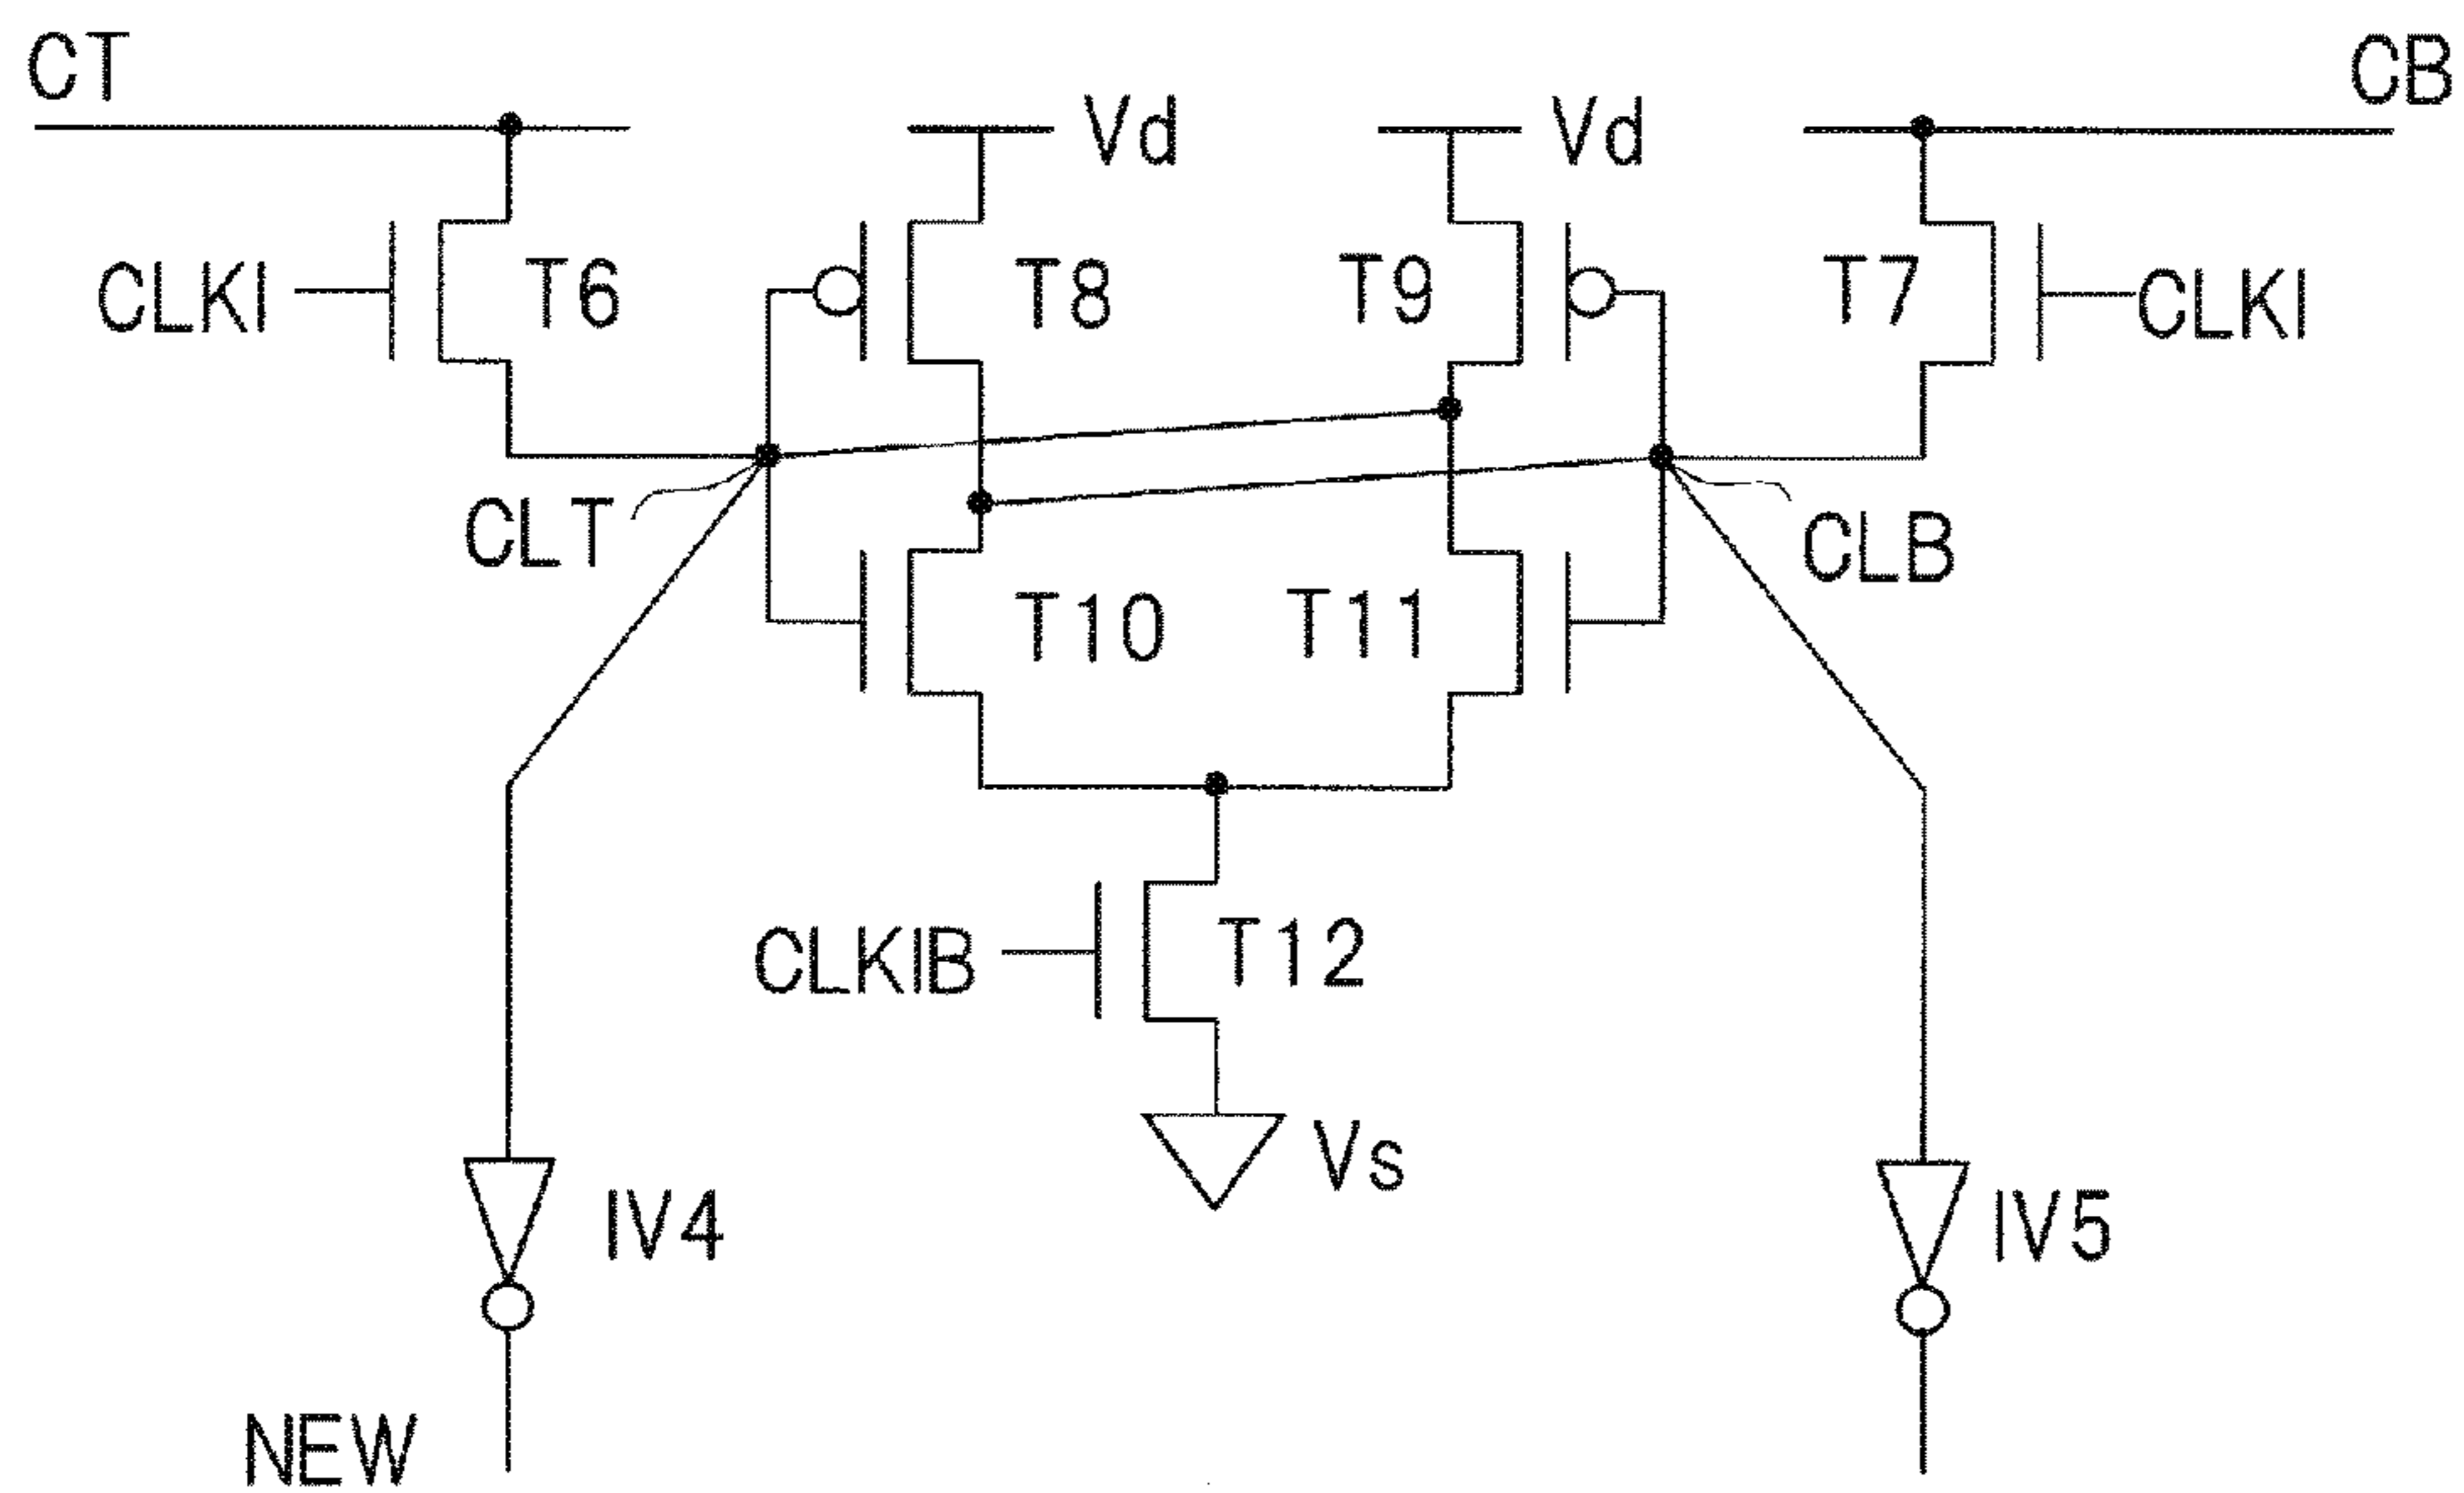 CT
Vd
Vd
CB
CLKI
T6
T8
T9
T7
CLKI
CLT
CLB
T10
T11
CLKIB
T12
Vs
IV4
IV5
NEW